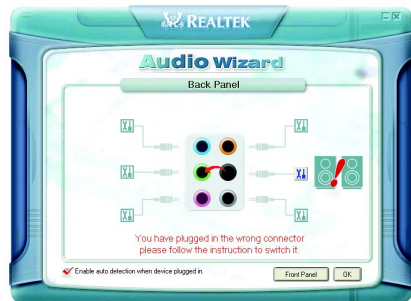 REALTEK
Audio Wizard
Back Panel
You have plugged in the wrong connector
please follow the instruction to switch it.
Enable auto detection when device plugged in.
Front Panel
OK